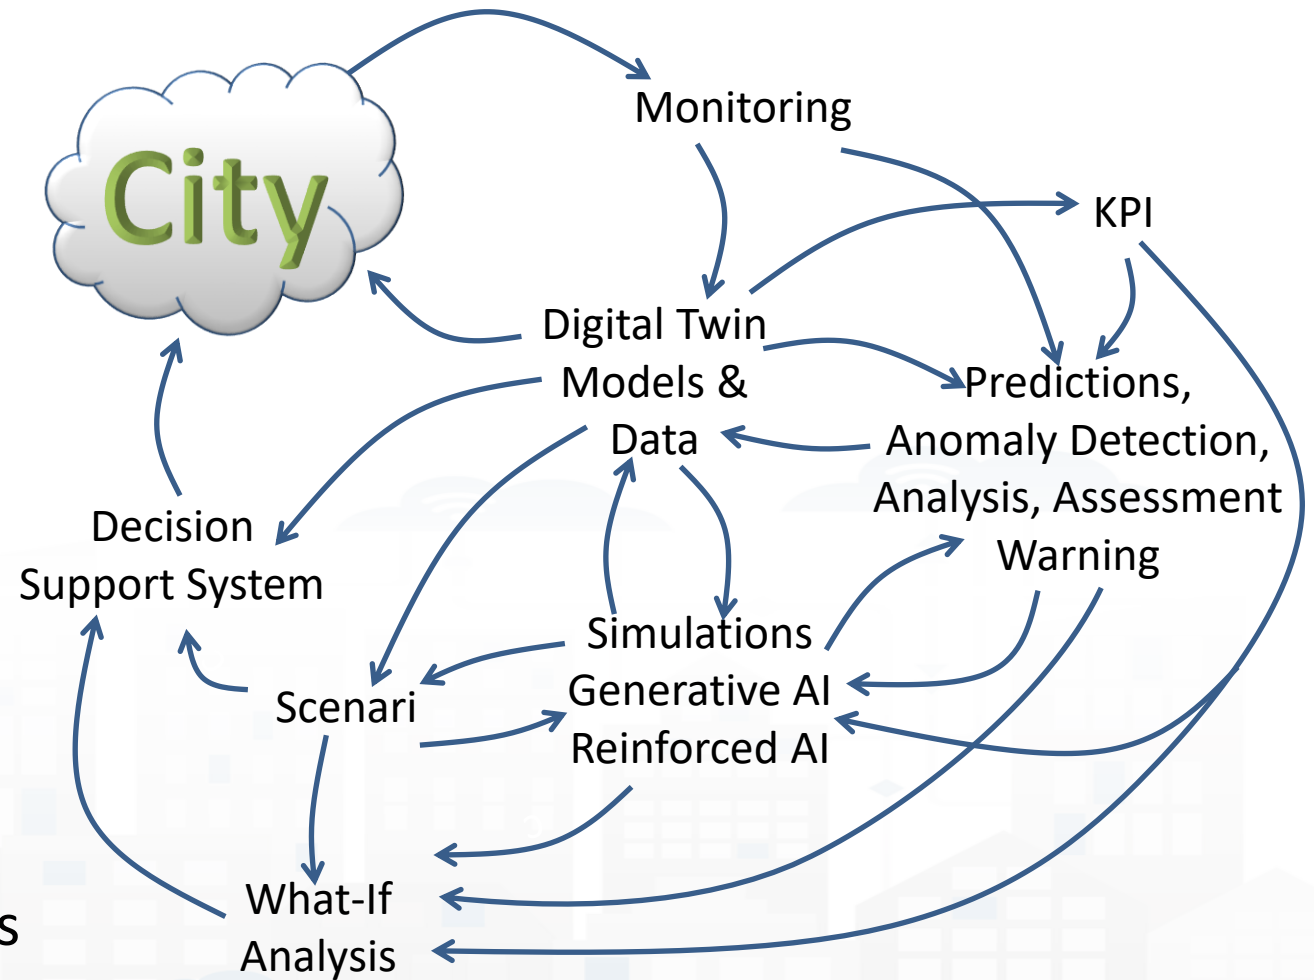 City
Monitoring
KPI
Digital Twin
Models &
Data
Predictions,
Anomaly Detection,
Analysis, Assessment
Warning
Decision
Support System
Simulations
Generative AI
Reinforced AI
Scenari
What-If
Analysis
s
3